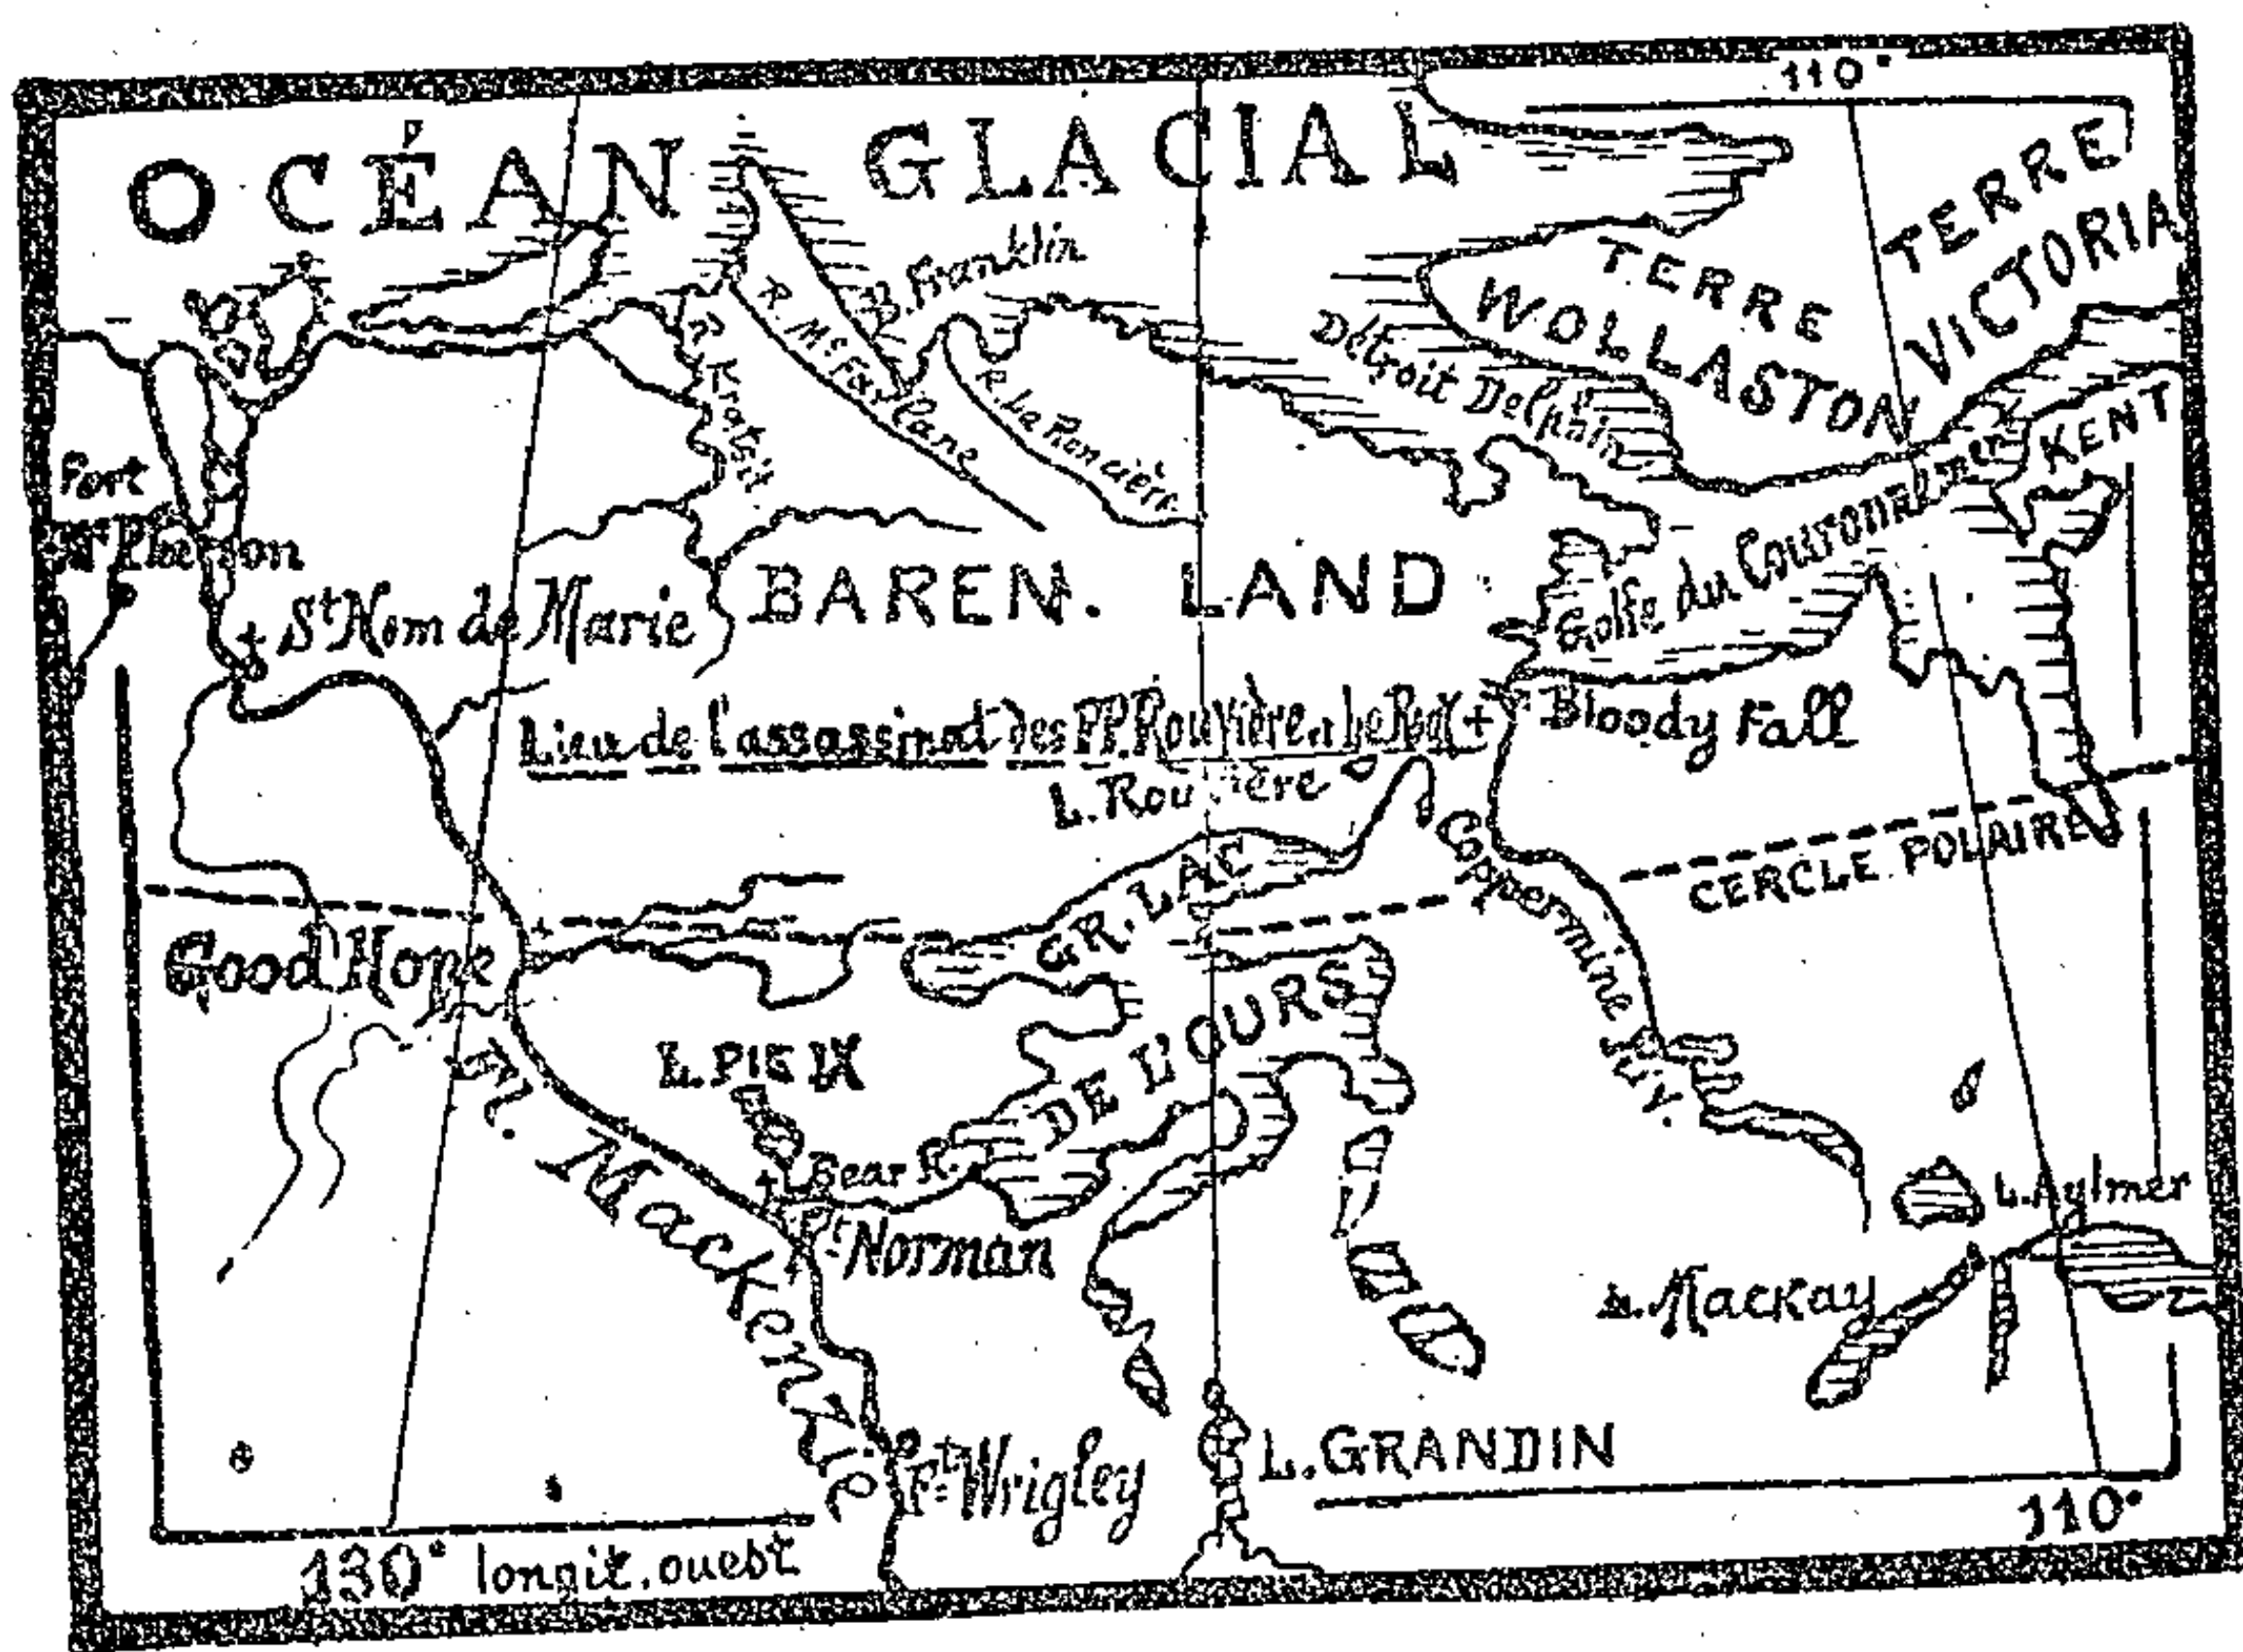 110°
OCÉAN GLACIAL
TERRE
VICTORIA
TERRE
WOLLASTON
B. Franklin
R. Mc Farlane
R. La Roncière
Détroit Delphin
KENT
Fort
Golfe du Couronnement
St Nom de Marie
BAREN. LAND
Lieu de l'assassinat des PP. Rouvière et Le Roux +
Bloody Fall
L. Rouvière
CERCLE POLAIRE
Coppermine Riv.
GR. LAC
DE L'OURS
Good Hope
L. PIE IX
Fl. Mackenzie
Bear R.
Ft Norman
L. Aylmer
L. Mackay
Ft Wrigley
L. GRANDIN
130° longit. ouest
110°